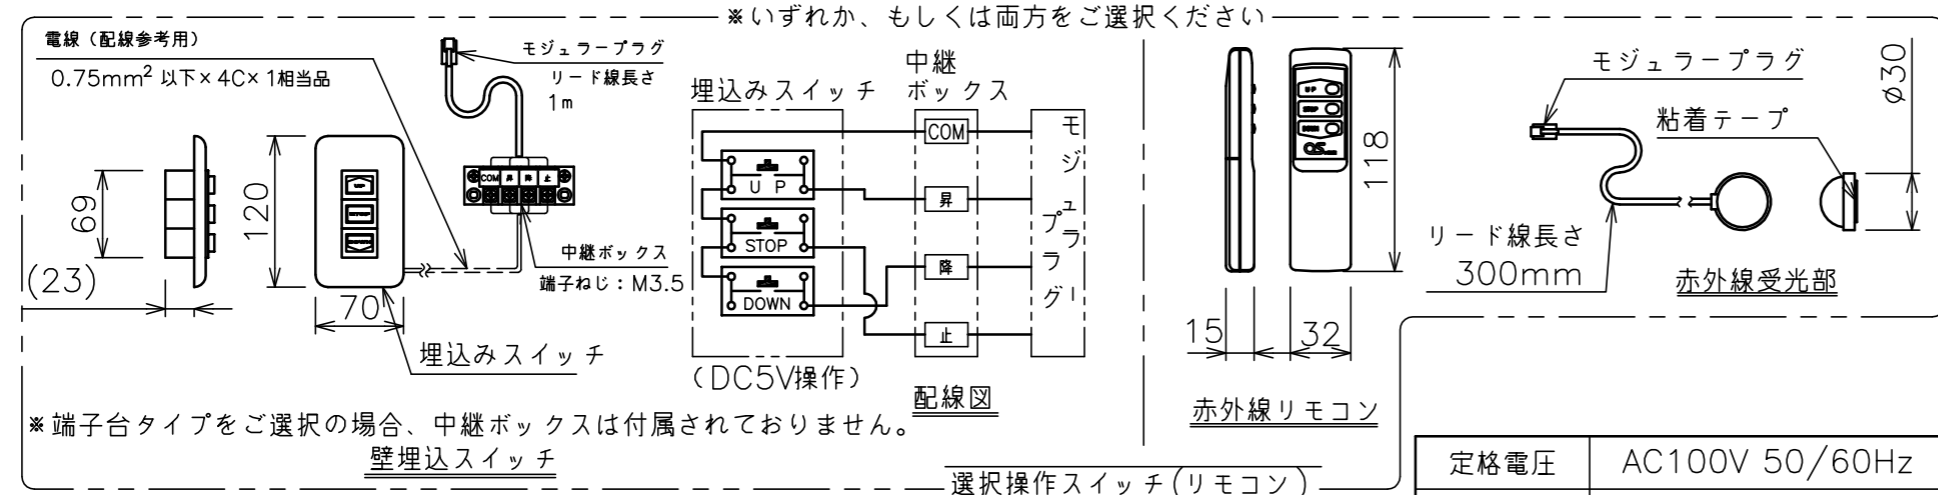 ※いずれか、もしくは両方をご選択ください
電線（配線参考用）
0.75mm² 以下×4C×1相当品
モジュラープラグ
リード線長さ
1m
69
(23)
120
70
UP
COM 昇 降 止
中継ボックス
端子ねじ：M3.5
埋込みスイッチ
※端子台タイプをご選択の場合、中継ボックスは付属されておりません。
壁埋込スイッチ
埋込みスイッチ
中継
ボックス
UP
STOP
DOWN
COM
昇
降
止
モジュラープラグ
(DC5V操作)
配線図
UP
STOP
DOWN
OS
118
15
32
赤外線リモコン
モジュラープラグ
粘着テープ
φ30
リード線長さ
300mm
赤外線受光部
選択操作スイッチ(リモコン)
定格電圧
AC100V 50/60Hz